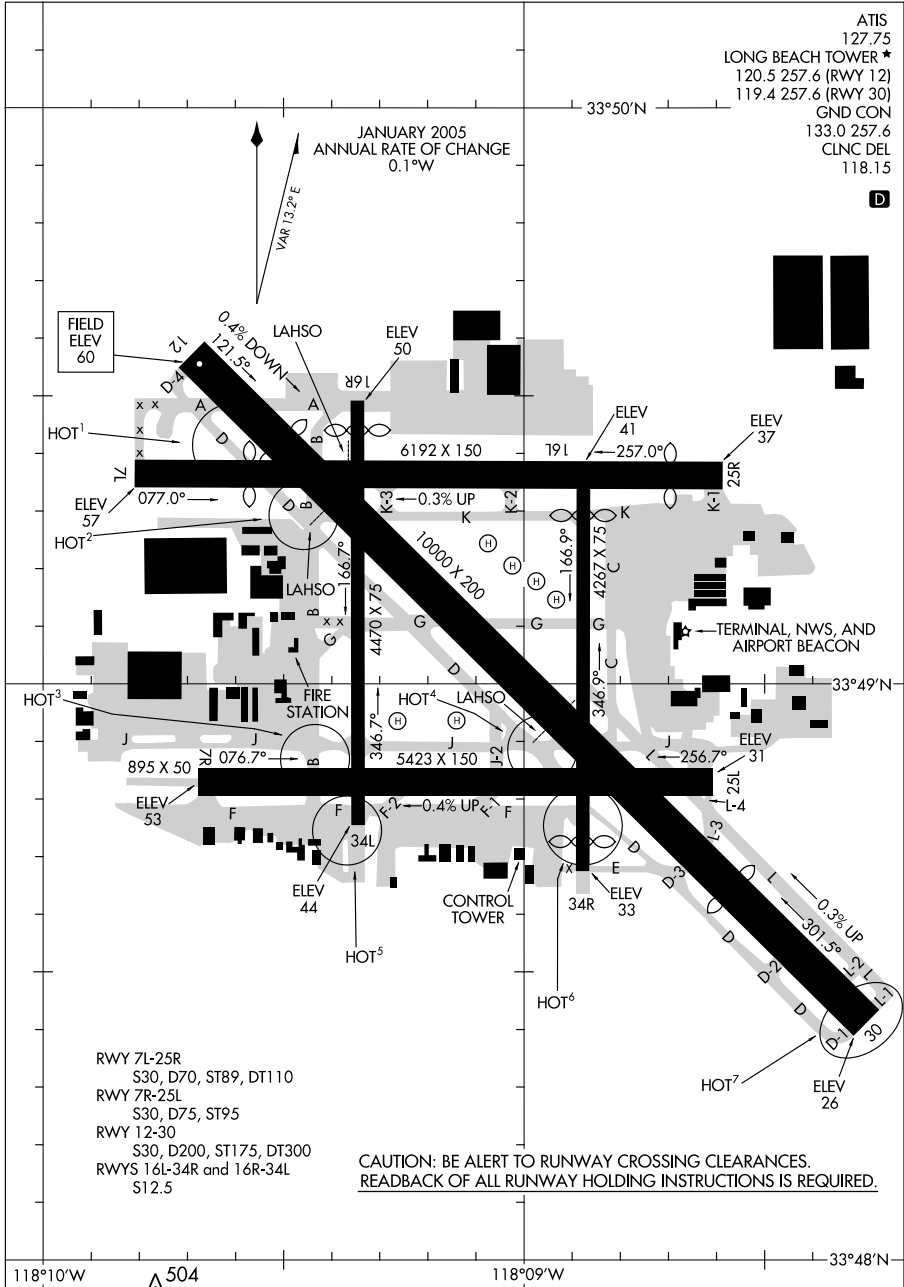 ATIS
127.75
LONG BEACH TOWER ★
120.5 257.6 (RWY 12)
119.4 257.6 (RWY 30)
GND CON
133.0 257.6
CLNC DEL
118.15
D
33°50'N
JANUARY 2005
ANNUAL RATE OF CHANGE
0.1°W
VAR 13.2° E
FIELD
ELEV
60
12
0.4% DOWN
121.5°
LAHSO
ELEV
50
16R
D-4
A
A
x x
x
x
HOT1
D
B
6192 X 150
16L
ELEV
41
257.0°
ELEV
37
7L
25R
077.0°
K-3
0.3% UP
K-2
K-1
ELEV
57
HOT2
D
B
K
K
LAHSO
166.7°
10000 X 200
H
H
H
H
166.9°
4267 X 75
C
B
4470 X 75
x x
G
G
G
G
TERMINAL, NWS, AND
AIRPORT BEACON
D
C
346.9°
33°49'N
HOT3
FIRE
STATION
HOT4
LAHSO
346.7°
H
H
J
J
J
J
J-2
L
256.7°
ELEV
31
7R
076.7°
B
895 X 50
5423 X 150
25L
L-4
ELEV
53
F
F
F-2
0.4% UP
F-1
F
L-3
34L
D
E
X
D-3
L
ELEV
44
CONTROL
TOWER
34R
ELEV
33
0.3% UP
301.5°
HOT5
HOT6
D
D-2
D
L-2
L
L-1
D-1
30
HOT7
ELEV
26
RWY 7L-25R
S30, D70, ST89, DT110
RWY 7R-25L
S30, D75, ST95
RWY 12-30
S30, D200, ST175, DT300
RWYS 16L-34R and 16R-34L
S12.5
CAUTION: BE ALERT TO RUNWAY CROSSING CLEARANCES.
READBACK OF ALL RUNWAY HOLDING INSTRUCTIONS IS REQUIRED.
33°48'N
118°10'W
504
118°09'W